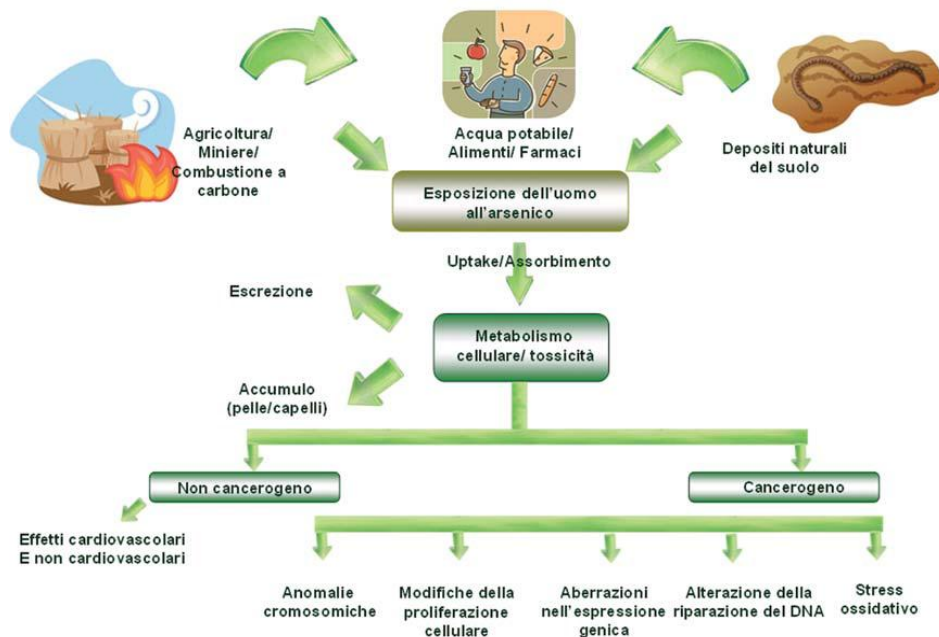 Agricoltura/
Miniere/
Combustione a
carbone
Acqua potabile/
Alimenti/ Farmaci
Depositi naturali
del suolo
Esposizione dell'uomo
all'arsenico
Uptake/Assorbimento
Escrezione
Metabolismo
cellulare/ tossicità
Accumulo
(pelle/capelli)
Non cancerogeno
Cancerogeno
Effetti cardiovascolari
E non cardiovascolari
Anomalie
cromosomiche
Modifiche della
proliferazione
cellulare
Aberrazioni
nell'espressione
genica
Alterazione della
riparazione del DNA
Stress
ossidativo